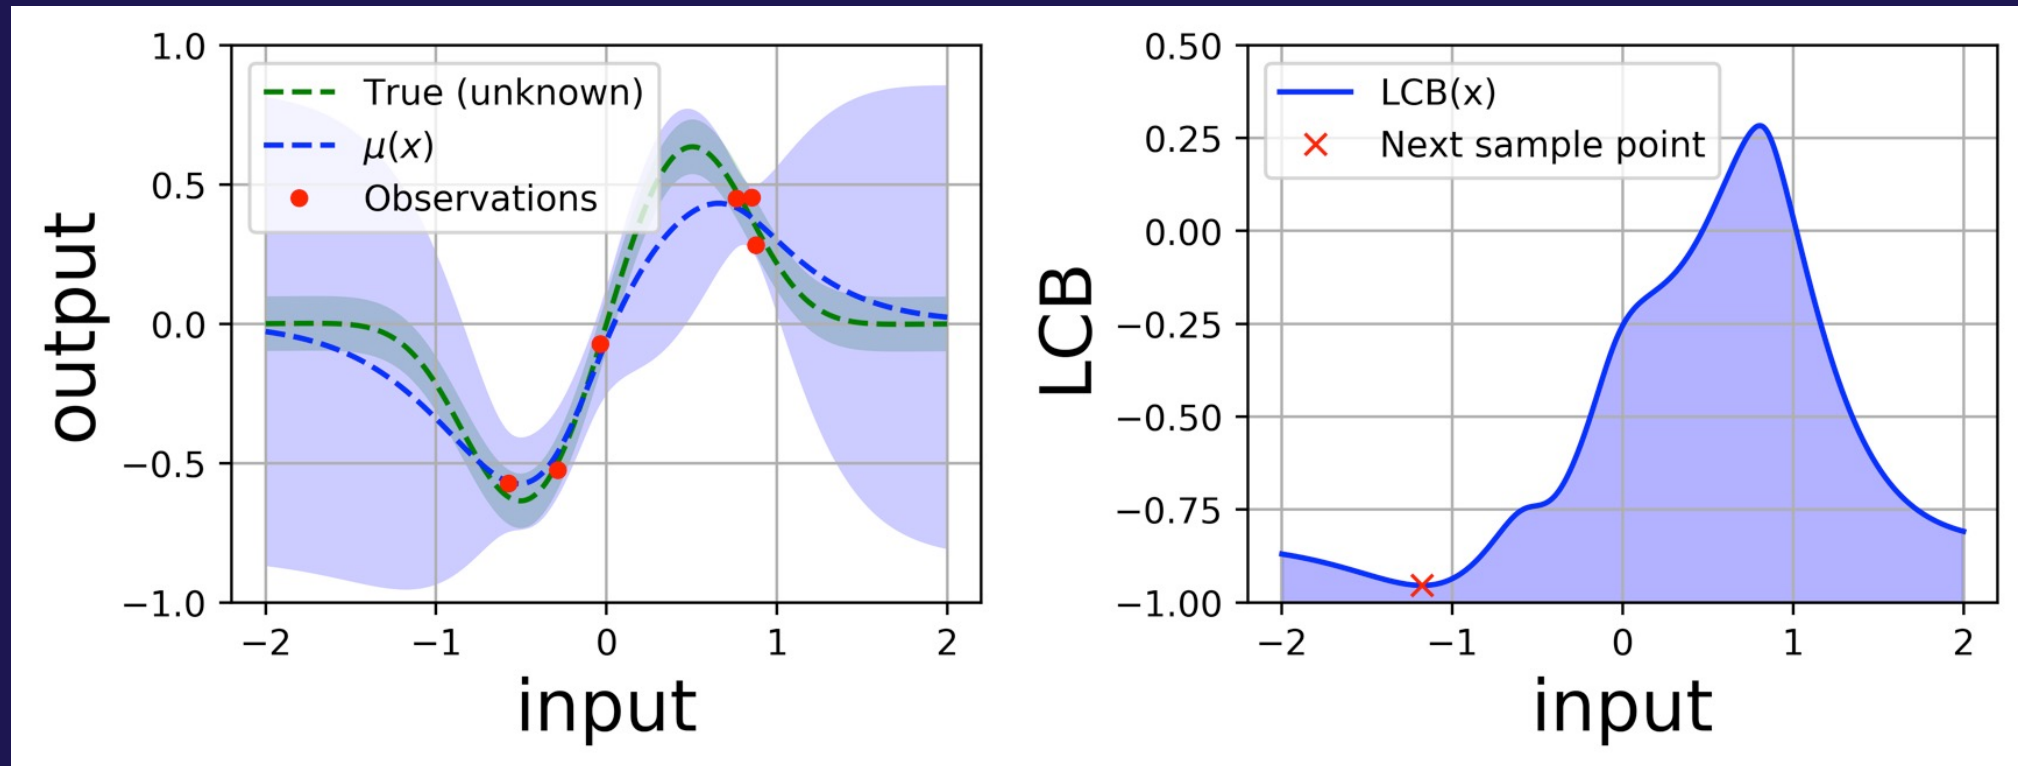 1.0
0.5
0.0
−0.5
−1.0
output
True (unknown)
μ(x)
Observations
−2 −1 0 1 2
input
0.50
0.25
0.00
−0.25
−0.50
−0.75
−1.00
LCB
LCB(x)
Next sample point
−2 −1 0 1 2
input